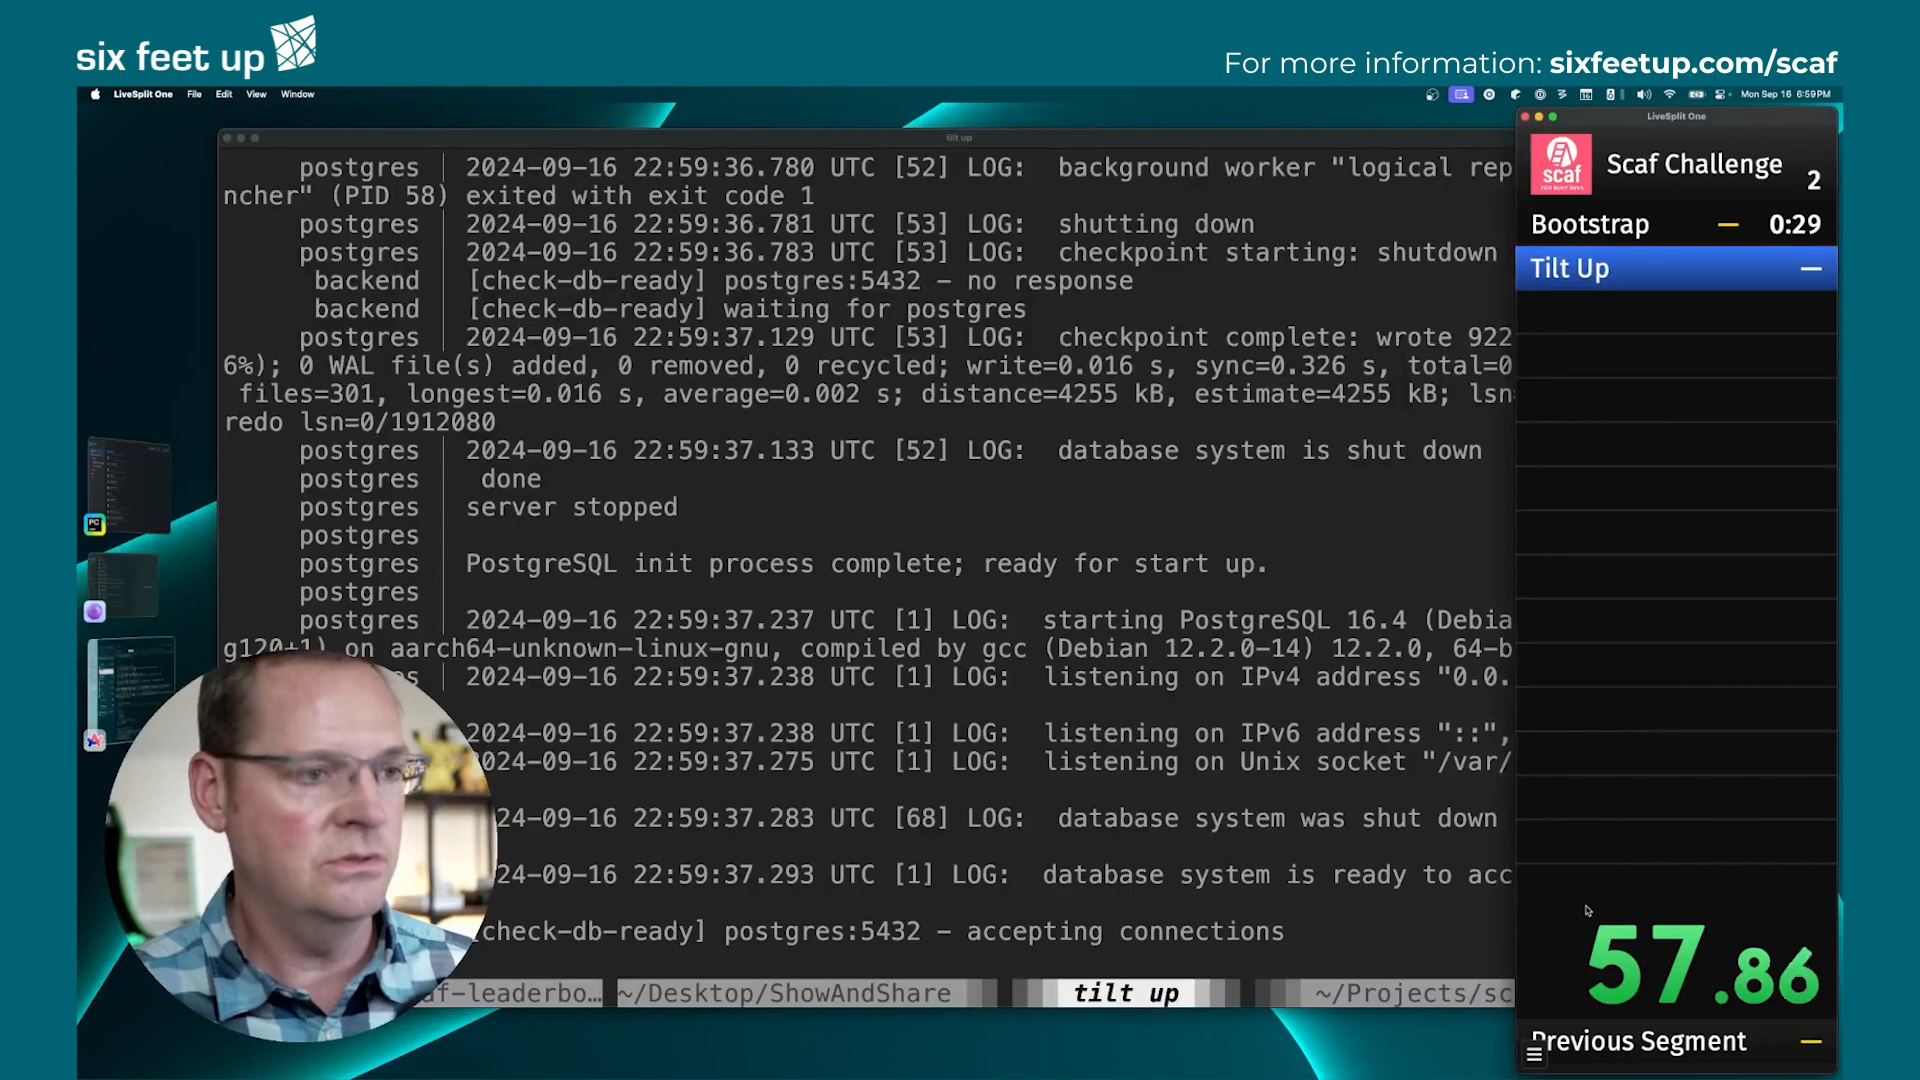 six feet up
For more information: sixfeetup.com/scaf
LiveSplit One File Edit View Window
Mon Sep 16 6:59PM
tilt up
postgres | 2024-09-16 22:59:36.780 UTC [52] LOG: background worker "logical rep
ncher" (PID 58) exited with exit code 1
postgres | 2024-09-16 22:59:36.781 UTC [53] LOG: shutting down
postgres | 2024-09-16 22:59:36.783 UTC [53] LOG: checkpoint starting: shutdown
backend | [check-db-ready] postgres:5432 – no response
backend | [check-db-ready] waiting for postgres
postgres | 2024-09-16 22:59:37.129 UTC [53] LOG: checkpoint complete: wrote 922
6%); 0 WAL file(s) added, 0 removed, 0 recycled; write=0.016 s, sync=0.326 s, total=0
files=301, longest=0.016 s, average=0.002 s; distance=4255 kB, estimate=4255 kB; lsn=
redo lsn=0/1912080
postgres | 2024-09-16 22:59:37.133 UTC [52] LOG: database system is shut down
postgres | done
postgres | server stopped
postgres |
postgres | PostgreSQL init process complete; ready for start up.
postgres |
postgres | 2024-09-16 22:59:37.237 UTC [1] LOG: starting PostgreSQL 16.4 (Debia
g120+1) on aarch64-unknown-linux-gnu, compiled by gcc (Debian 12.2.0-14) 12.2.0, 64-b
es | 2024-09-16 22:59:37.238 UTC [1] LOG: listening on IPv4 address "0.0.
024-09-16 22:59:37.238 UTC [1] LOG: listening on IPv6 address "::",
024-09-16 22:59:37.275 UTC [1] LOG: listening on Unix socket "/var/
24-09-16 22:59:37.283 UTC [68] LOG: database system was shut down
24-09-16 22:59:37.293 UTC [1] LOG: database system is ready to acc
[check-db-ready] postgres:5432 – accepting connections
af-leaderbo… ~/Desktop/ShowAndShare tilt up ~/Projects/sc
LiveSplit One
scaf
FOR BUSY DEVS
Scaf Challenge
2
Bootstrap — 0:29
Tilt Up —
57.86
Previous Segment —
PC